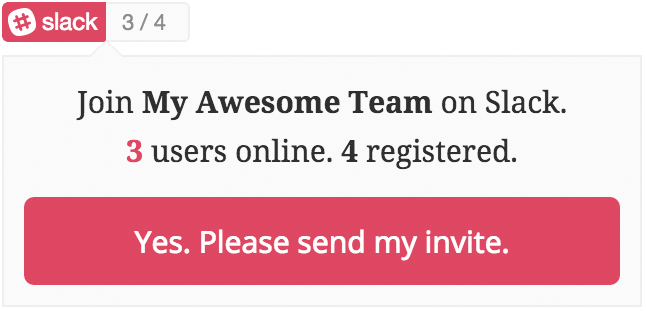 slack 3 / 4
Join My Awesome Team on Slack.
3 users online. 4 registered.
Yes. Please send my invite.